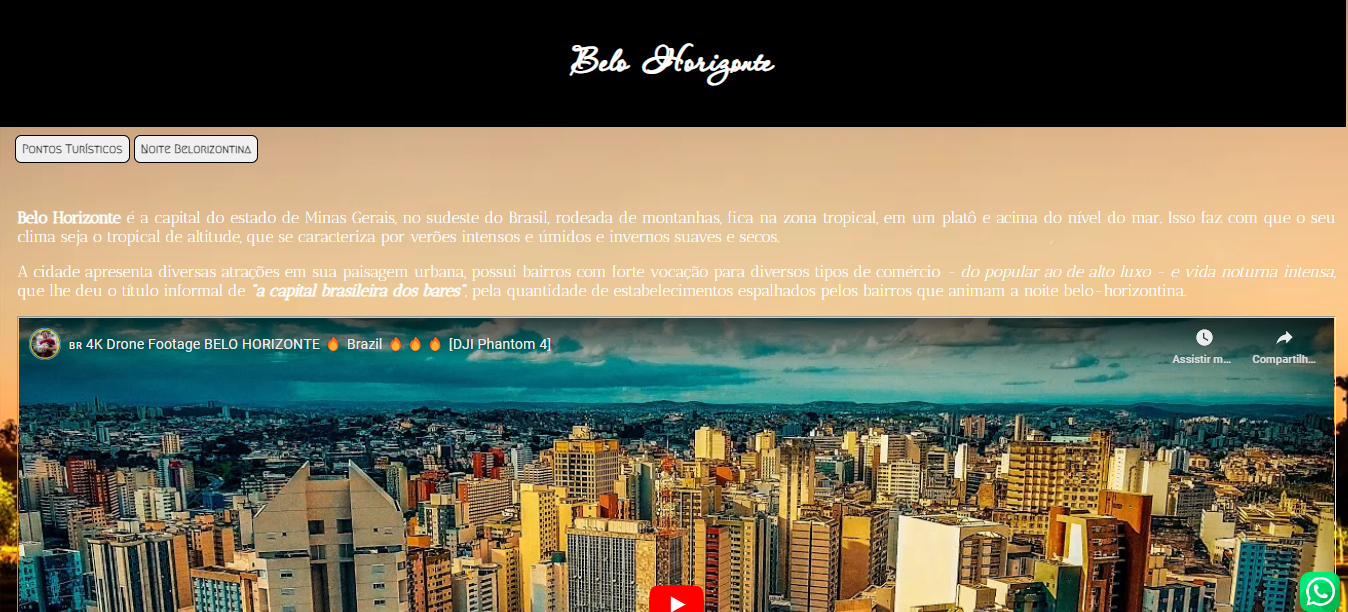 Belo Horizonte
Pontos Turísticos
Noite Belorizontina
Belo Horizonte é a capital do estado de Minas Gerais, no sudeste do Brasil, rodeada de montanhas, fica na zona tropical, em um platô e acima do nível do mar. Isso faz com que o seu
clima seja o tropical de altitude, que se caracteriza por verões intensos e úmidos e invernos suaves e secos.
A cidade apresenta diversas atrações em sua paisagem urbana, possui bairros com forte vocação para diversos tipos de comércio - do popular ao de alto luxo - e vida noturna intensa,
que lhe deu o título informal de "a capital brasileira dos bares", pela quantidade de estabelecimentos espalhados pelos bairros que animam a noite belo-horizontina.
BR 4K Drone Footage BELO HORIZONTE 🔥 Brazil 🔥🔥🔥 [DJI Phantom 4]
Assistir m...
Compartilh...